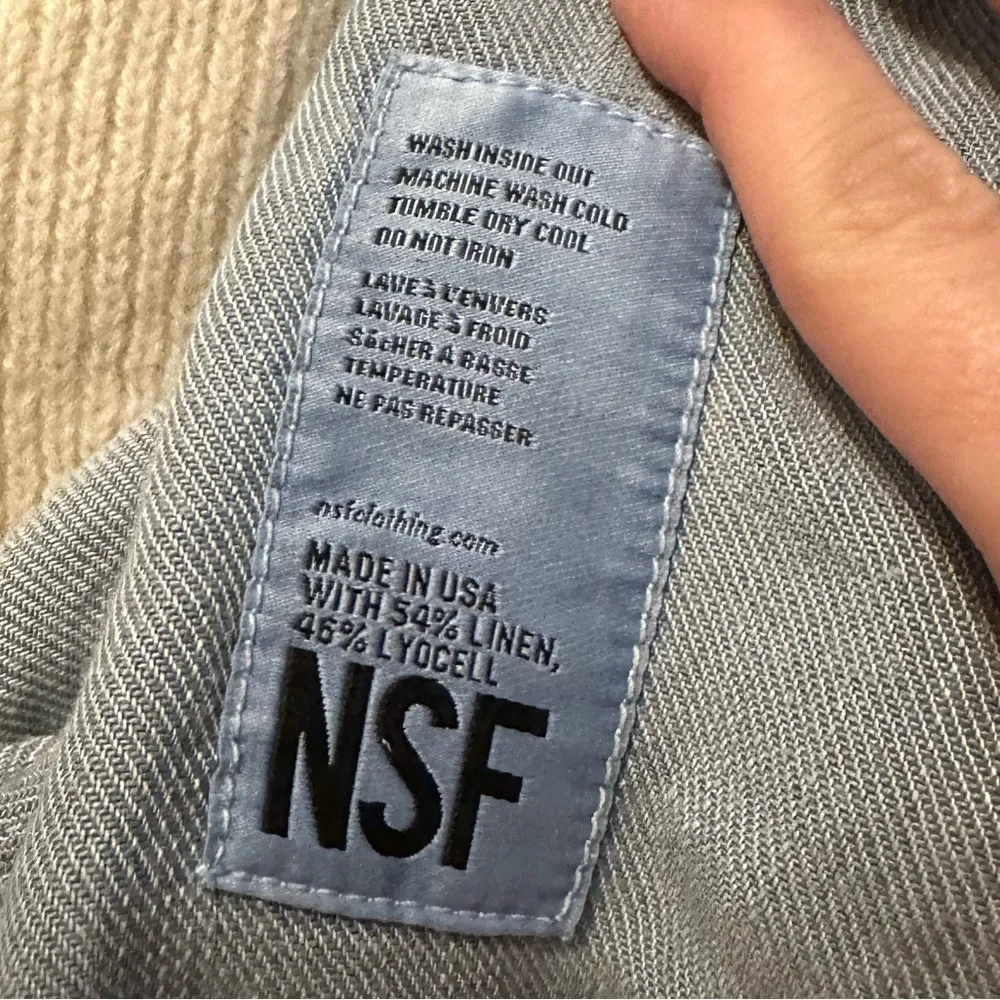 WASH INSIDE OUT
MACHINE WASH COLD
TUMBLE DRY COOL
DO NOT IRON
LAVE à L'ENVERS
LAVAGE à FROID
SéCHER A BASSE
TEMPERATURE
NE PAS REPASSER
nsfclothing.com
MADE IN USA
WITH 54% LINEN,
46% LYOCELL
NSF